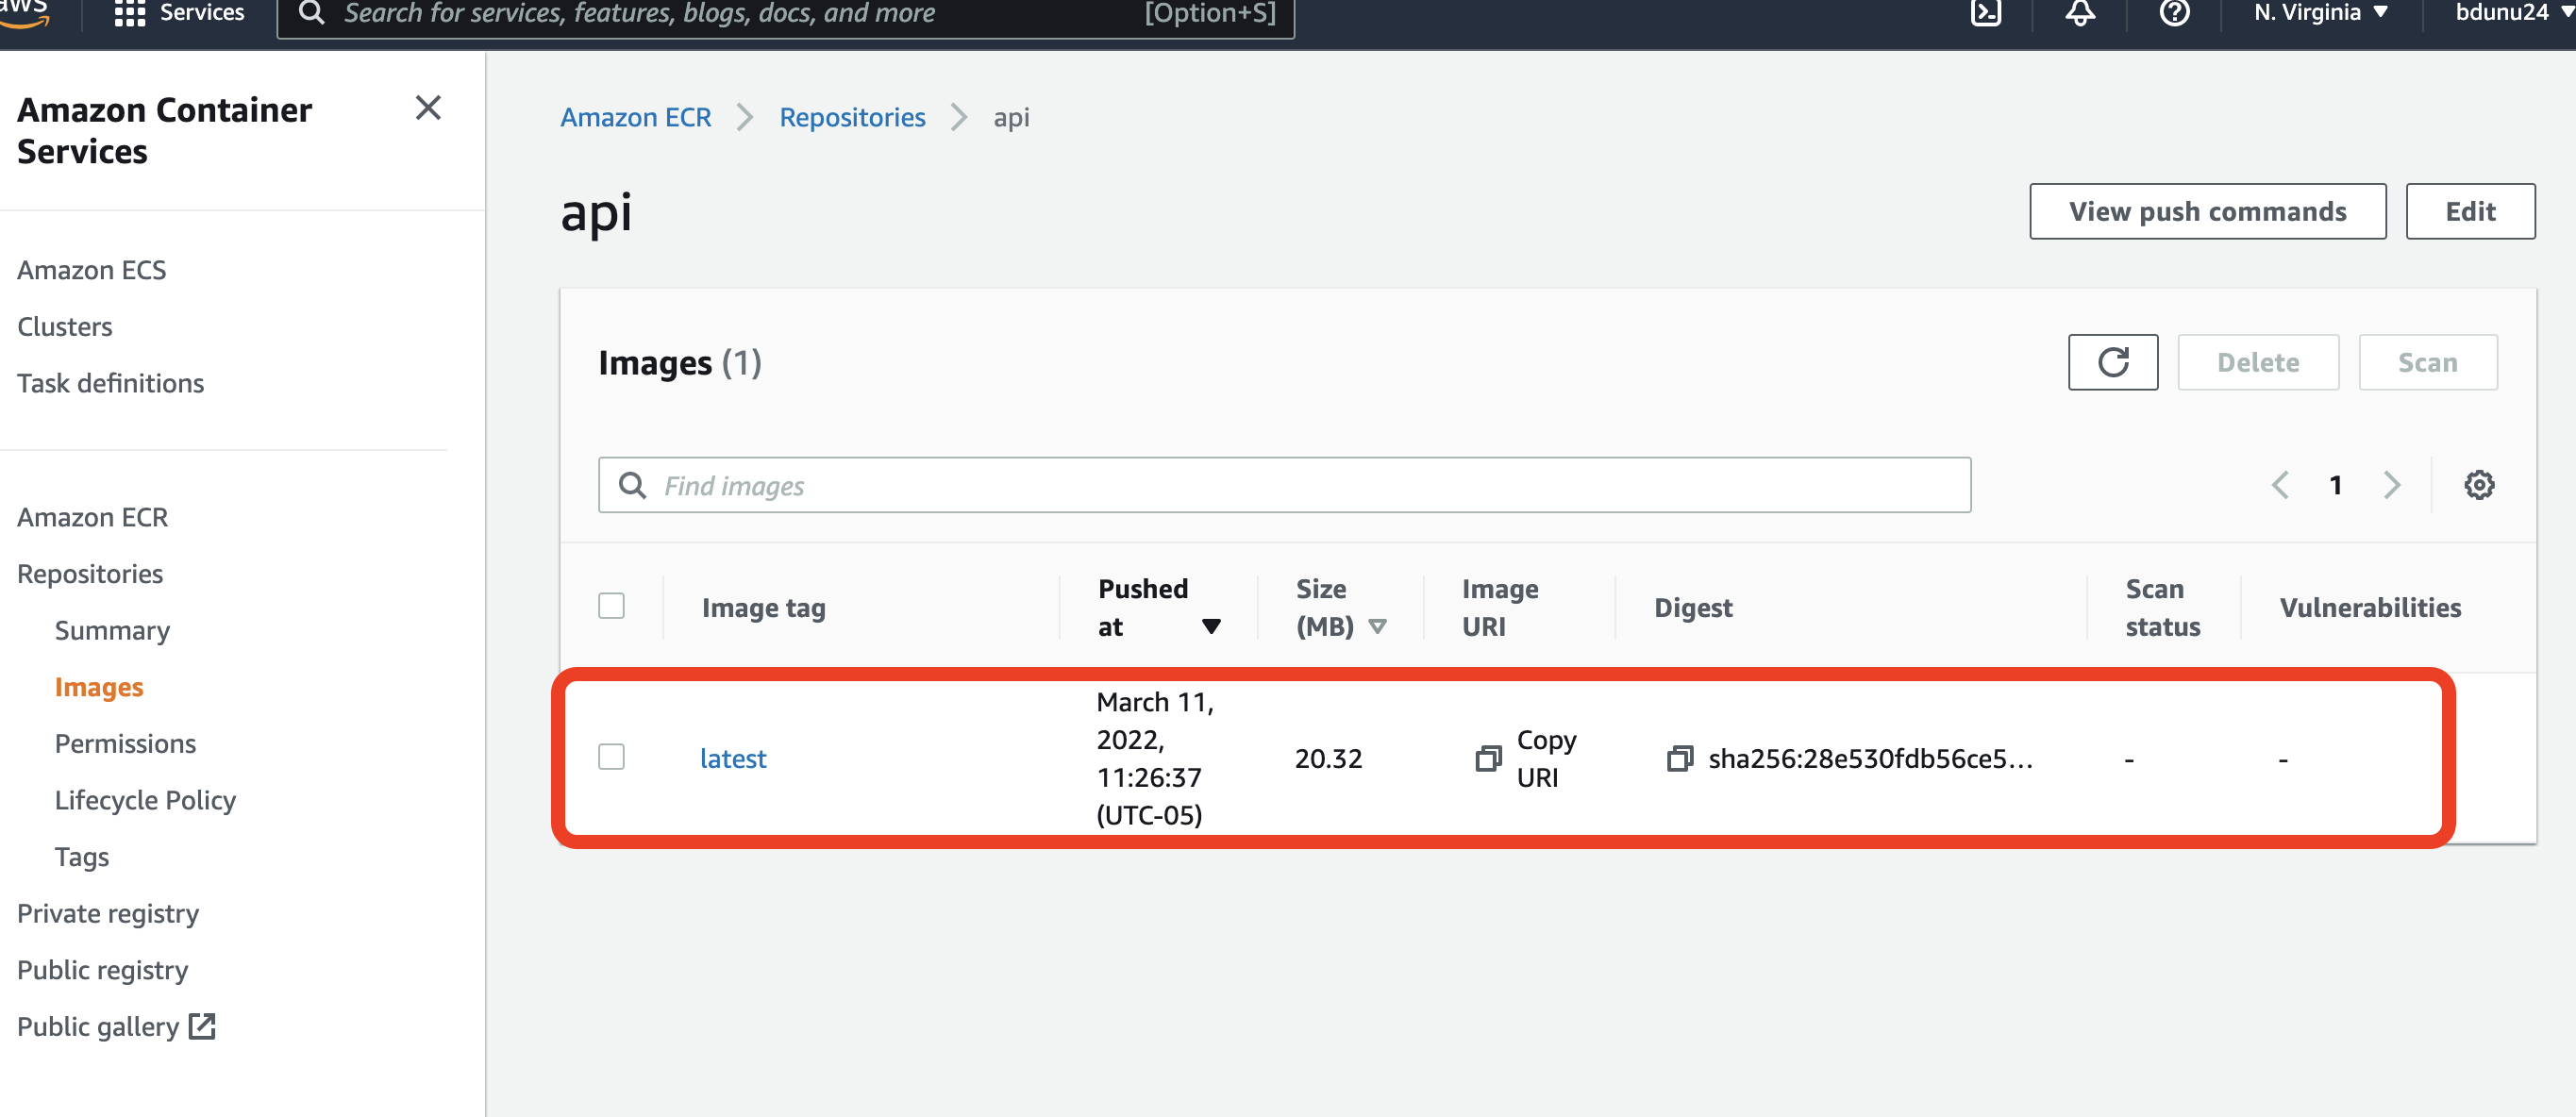 aws
Services
Search for services, features, blogs, docs, and more
[Option+S]
N. Virginia
bdunu24
Amazon Container
Services
Amazon ECS
Clusters
Task definitions
Amazon ECR
Repositories
Summary
Images
Permissions
Lifecycle Policy
Tags
Private registry
Public registry
Public gallery
Amazon ECR
Repositories
api
api
View push commands
Edit
Images (1)
Delete
Scan
Find images
1
Image tag
Pushed
at
Size
(MB)
Image
URI
Digest
Scan
status
Vulnerabilities
latest
March 11,
2022,
11:26:37
(UTC-05)
20.32
Copy
URI
sha256:28e530fdb56ce5...
-
-